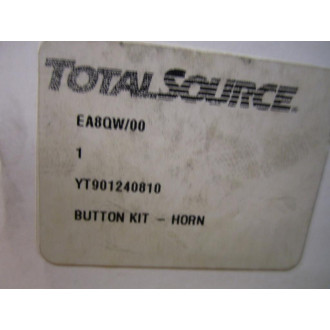 TOTALSOURCE.
EA8QW/00
1
YT901240810
BUTTON KIT - HORN